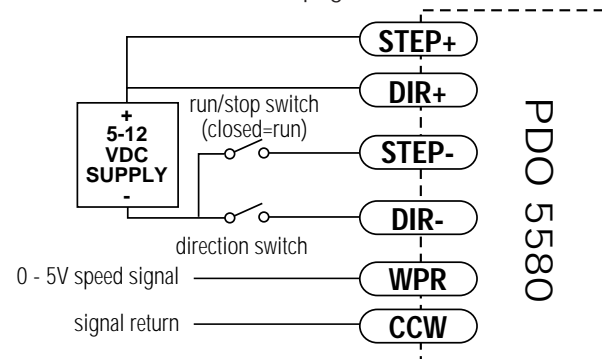 STEP+
DIR+
run/stop switch
(closed=run)
+
5-12
VDC
SUPPLY
-
STEP-
DIR-
direction switch
0 - 5V speed signal
WPR
signal return
CCW
PDO 5580